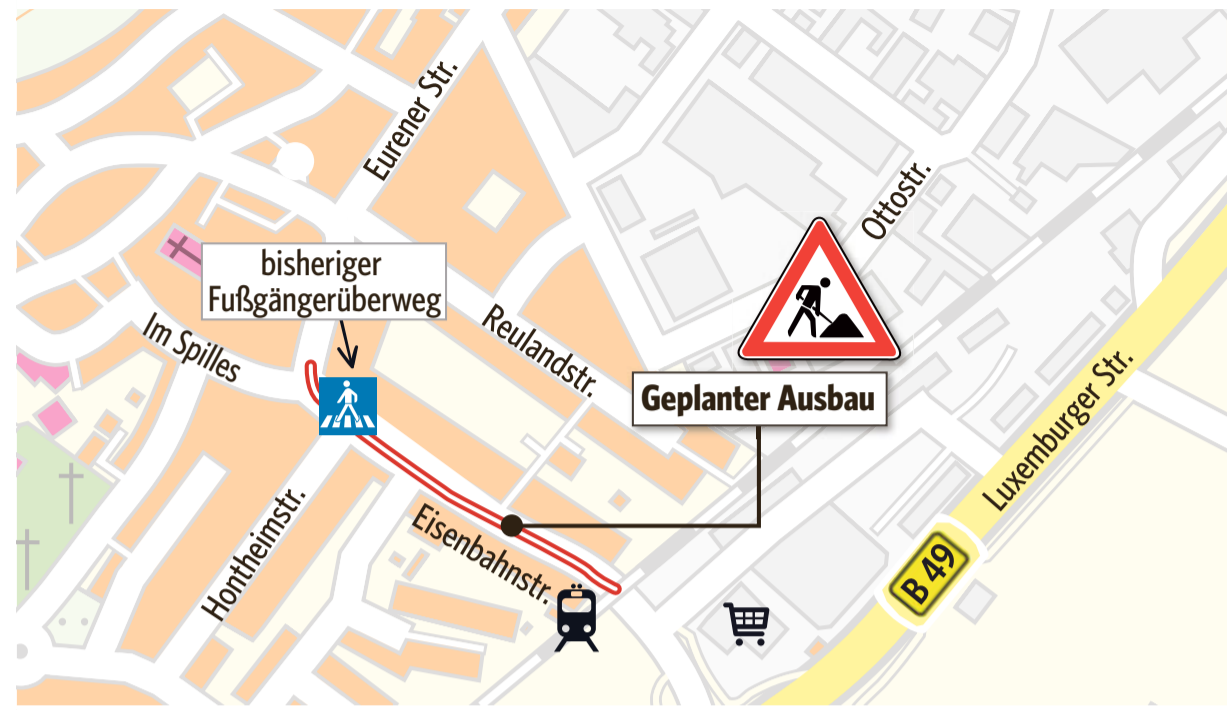 Eurener Str.
Ottostr.
bisheriger
Fußgängerüberweg
Im Spilles
Reulandstr.
Geplanter Ausbau
Luxemburger Str.
Hontheimstr.
Eisenbahnstr.
B 49